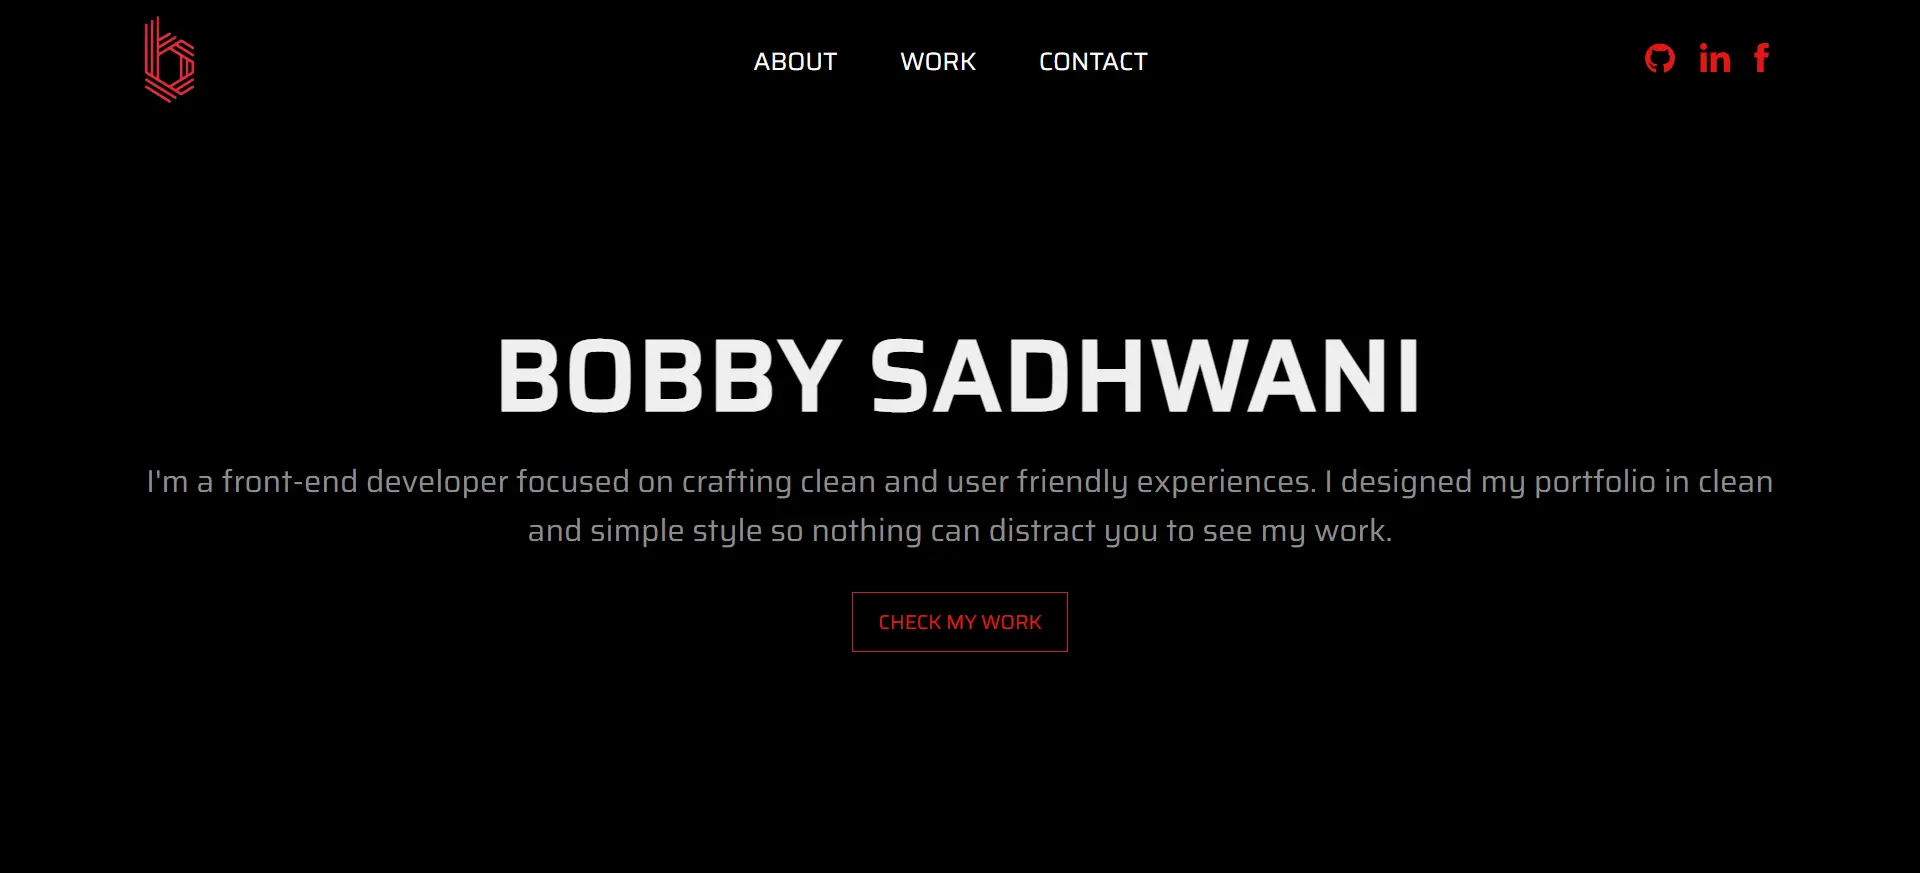 ABOUT WORK CONTACT
BOBBY SADHWANI
I'm a front-end developer focused on crafting clean and user friendly experiences. I designed my portfolio in clean
and simple style so nothing can distract you to see my work.
CHECK MY WORK